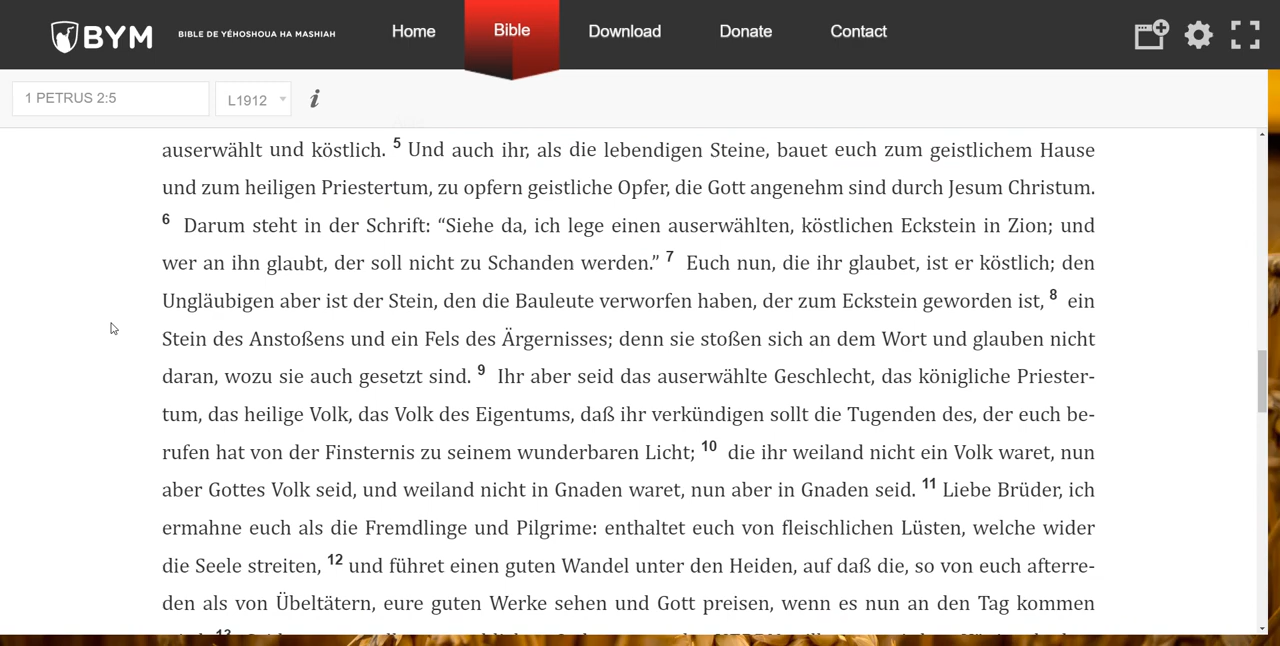 BYM BIBLE DE YÉHOSHOUA HA MASHIAH Home Bible Download Donate Contact
1 PETRUS 2:5 L1912 i
auserwählt und köstlich. 5 Und auch ihr, als die lebendigen Steine, bauet euch zum geistlichem Hause
und zum heiligen Priestertum, zu opfern geistliche Opfer, die Gott angenehm sind durch Jesum Christum.
6 Darum steht in der Schrift: “Siehe da, ich lege einen auserwählten, köstlichen Eckstein in Zion; und
wer an ihn glaubt, der soll nicht zu Schanden werden.” 7 Euch nun, die ihr glaubet, ist er köstlich; den
Ungläubigen aber ist der Stein, den die Bauleute verworfen haben, der zum Eckstein geworden ist, 8 ein
Stein des Anstoßens und ein Fels des Ärgernisses; denn sie stoßen sich an dem Wort und glauben nicht
daran, wozu sie auch gesetzt sind. 9 Ihr aber seid das auserwählte Geschlecht, das königliche Priester-
tum, das heilige Volk, das Volk des Eigentums, daß ihr verkündigen sollt die Tugenden des, der euch be-
rufen hat von der Finsternis zu seinem wunderbaren Licht; 10 die ihr weiland nicht ein Volk waret, nun
aber Gottes Volk seid, und weiland nicht in Gnaden waret, nun aber in Gnaden seid. 11 Liebe Brüder, ich
ermahne euch als die Fremdlinge und Pilgrime: enthaltet euch von fleischlichen Lüsten, welche wider
die Seele streiten, 12 und führet einen guten Wandel unter den Heiden, auf daß die, so von euch afterre-
den als von Übeltätern, eure guten Werke sehen und Gott preisen, wenn es nun an den Tag kommen